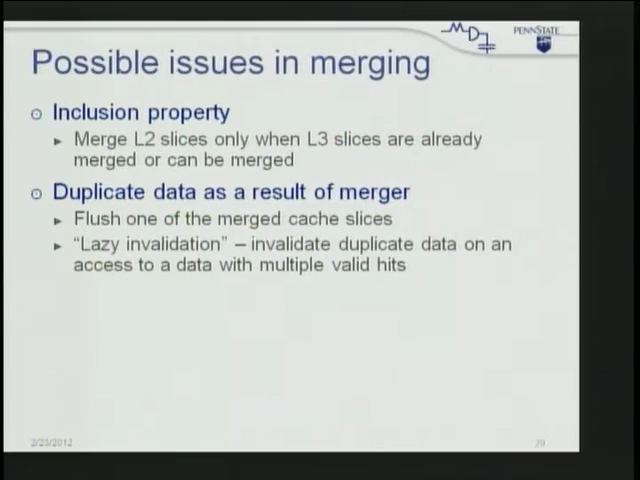 MDL
PENNSTATE
Possible issues in merging
Inclusion property
Merge L2 slices only when L3 slices are already
merged or can be merged
Duplicate data as a result of merger
Flush one of the merged cache slices
“Lazy invalidation” – invalidate duplicate data on an
access to a data with multiple valid hits
2/25/2012